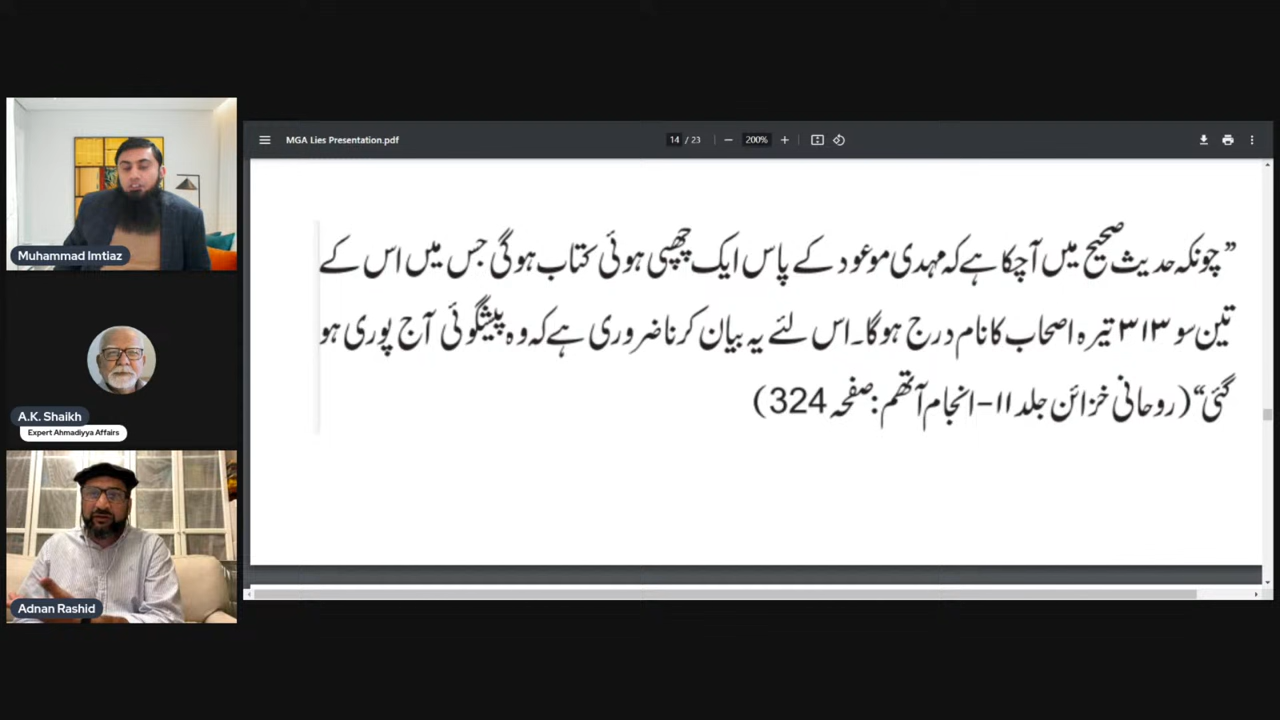 MGA Lies Presentation.pdf
14 / 23
200%
Muhammad Imtiaz
A.K. Shaikh
Expert Ahmadiyya Affairs
Adnan Rashid
”چونکہ حدیث صحیح میں آچکا ہے کہ مہدی موعود کے پاس ایک چھپی ہوئی کتاب ہوگی جس میں اس کے
تین سو ۳۱۳ تیرہ اصحاب کا نام درج ہوگا۔ اس لئے یہ بیان کرنا ضروری ہے کہ وہ پیشگوئی آج پوری ہو
گئی“ (روحانی خزائن جلد ۱۱- انجام آتھم: صفحہ 324)